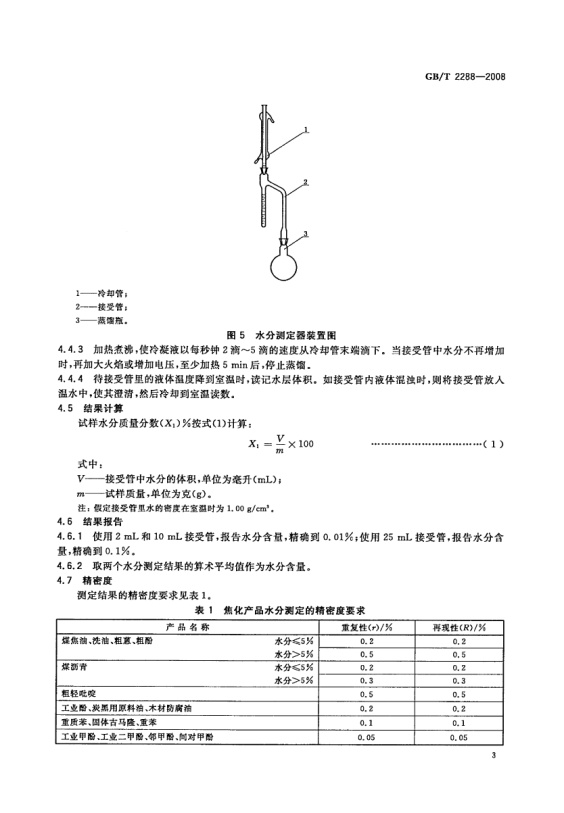 GB/T 2288—2008
1
2
3
1——冷却管；
2——接受管；
3——蒸馏瓶。
图 5 水分测定器装置图
4.4.3 加热煮沸,使冷凝液以每秒钟 2 滴～5 滴的速度从冷却管末端滴下。当接受管中水分不再增加
时,再加大火焰或增加电压,至少加热 5 min 后,停止蒸馏。
4.4.4 待接受管里的液体温度降到室温时,读记水层体积。如接受管内液体混浊时,则将接受管放入
温水中,使其澄清,然后冷却到室温读数。
4.5 结果计算
试样水分质量分数(X₁)%按式(1)计算：
X₁ = V/m × 100 ……………………………( 1 )
式中：
V——接受管中水分的体积,单位为毫升(mL)；
m——试样质量,单位为克(g)。
注：假定接受管里水的密度在室温时为 1.00 g/cm³。
4.6 结果报告
4.6.1 使用 2 mL 和 10 mL 接受管,报告水分含量,精确到 0.01%;使用 25 mL 接受管,报告水分含
量,精确到 0.1%。
4.6.2 取两个水分测定结果的算术平均值作为水分含量。
4.7 精密度
测定结果的精密度要求见表 1。
表 1 焦化产品水分测定的精密度要求
产 品 名 称 重复性(r)/% 再现性(R)/%
煤焦油、洗油、粗蒽、粗酚 水分≤5% 0.2 0.2
水分>5% 0.5 0.5
煤沥青 水分≤5% 0.2 0.2
水分>5% 0.3 0.3
粗轻吡啶 0.5 0.5
工业酚、炭黑用原料油、木材防腐油 0.2 0.2
重质苯、固体古马隆、重苯 0.1 0.1
工业甲酚、工业二甲酚、邻甲酚、间对甲酚 0.05 0.05
3